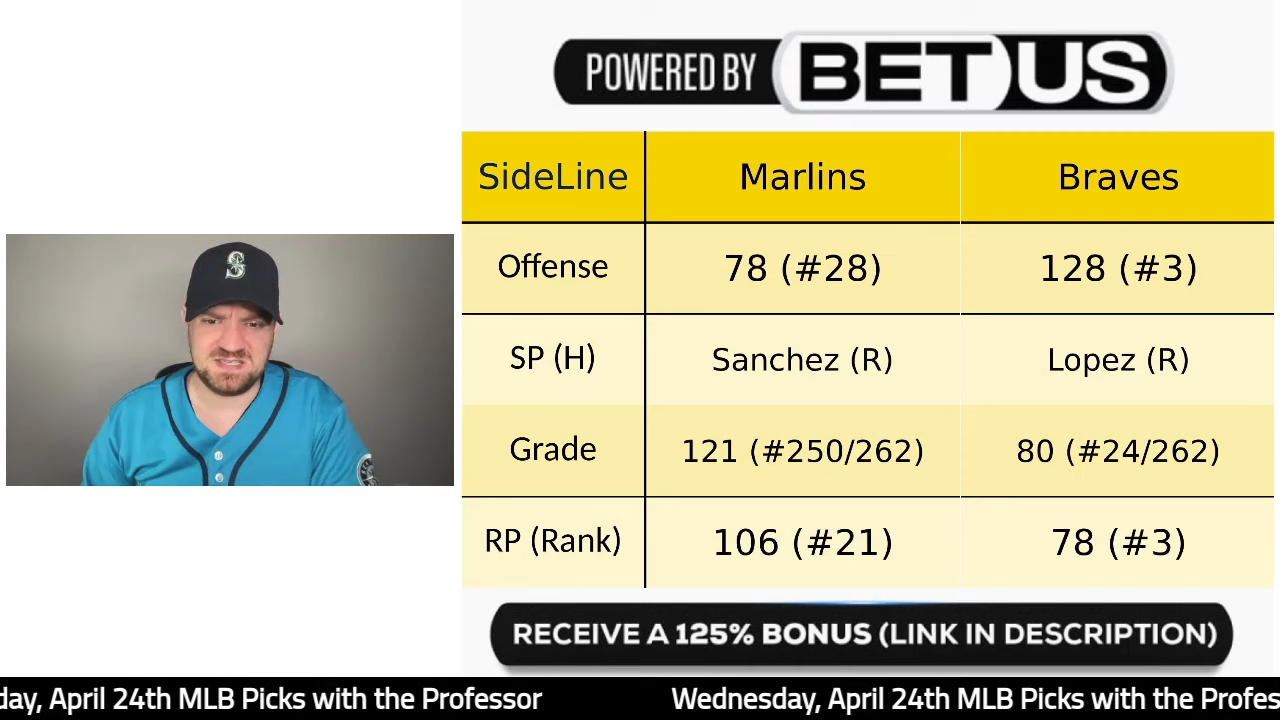 POWERED BY BET US
SideLine Marlins Braves
Offense 78 (#28) 128 (#3)
SP (H) Sanchez (R) Lopez (R)
Grade 121 (#250/262) 80 (#24/262)
RP (Rank) 106 (#21) 78 (#3)
S
RECEIVE A 125% BONUS (LINK IN DESCRIPTION)
day, April 24th MLB Picks with the Professor Wednesday, April 24th MLB Picks with the Profes